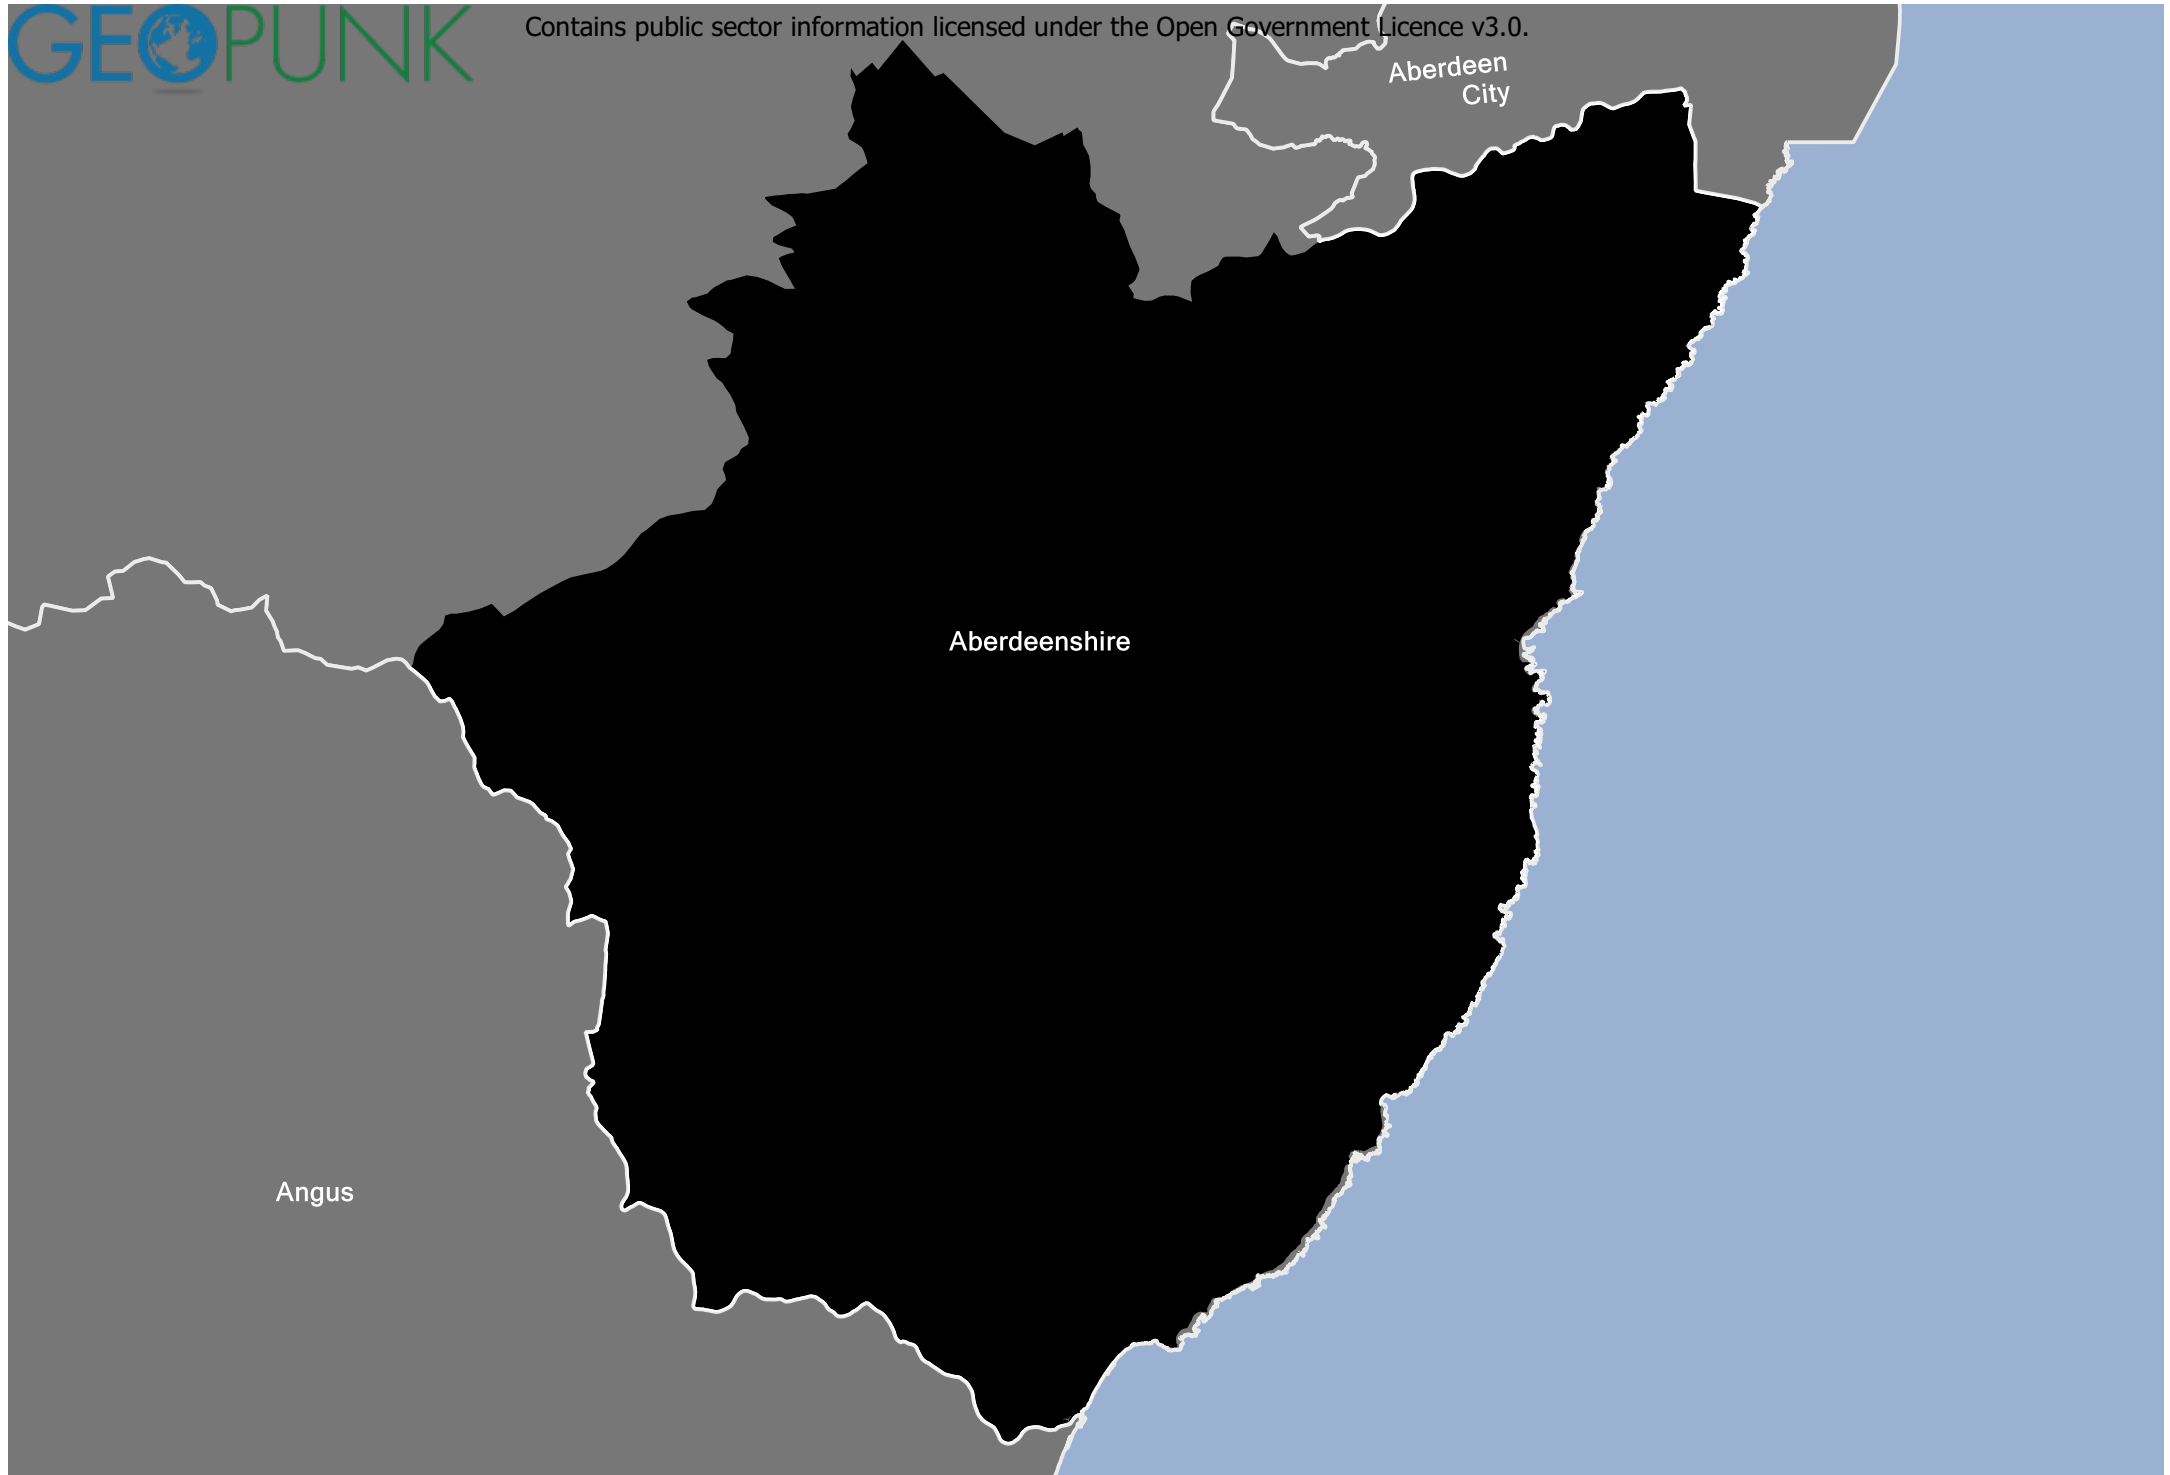 GEOPUNK
Contains public sector information licensed under the Open Government Licence v3.0.
Aberdeen
City
Aberdeenshire
Angus